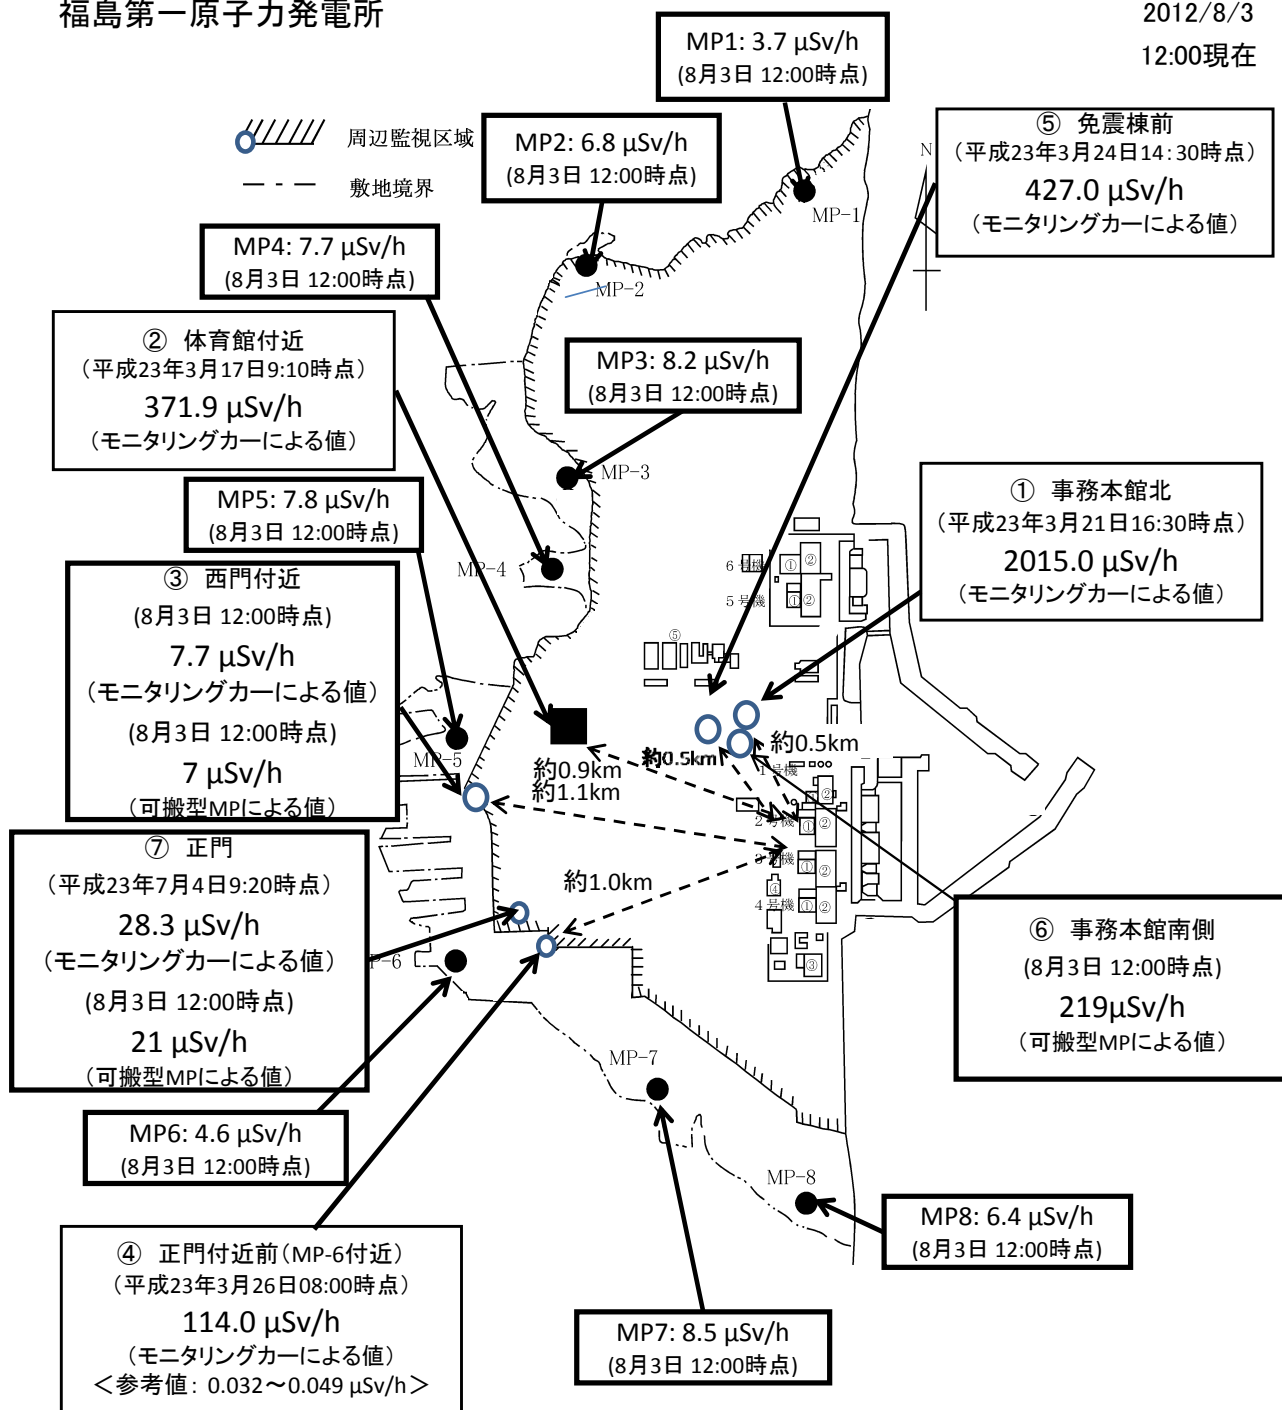 福島第一原子力発電所
2012/8/3
12:00現在
周辺監視区域
敷地境界
MP1: 3.7 μSv/h
(8月3日 12:00時点)
MP2: 6.8 μSv/h
(8月3日 12:00時点)
⑤ 免震棟前
(平成23年3月24日14:30時点)
427.0 μSv/h
(モニタリングカーによる値)
N
MP-1
MP4: 7.7 μSv/h
(8月3日 12:00時点)
MP-2
② 体育館付近
(平成23年3月17日9:10時点)
371.9 μSv/h
(モニタリングカーによる値)
MP3: 8.2 μSv/h
(8月3日 12:00時点)
MP-3
MP5: 7.8 μSv/h
(8月3日 12:00時点)
① 事務本館北
(平成23年3月21日16:30時点)
2015.0 μSv/h
(モニタリングカーによる値)
MP-4
6号機
① ②
5号機
① ②
⑤
③ 西門付近
(8月3日 12:00時点)
7.7 μSv/h
(モニタリングカーによる値)
(8月3日 12:00時点)
7 μSv/h
(可搬型MPによる値)
MP-5
約0.9km
約1.1km
約0.5km
約0.5km
1号機
②
2号機
① ②
3号機
① ②
④
4号機
① ②
③
約1.0km
⑦ 正門
(平成23年7月4日9:20時点)
28.3 μSv/h
(モニタリングカーによる値)
(8月3日 12:00時点)
21 μSv/h
(可搬型MPによる値)
P-6
⑥ 事務本館南側
(8月3日 12:00時点)
219μSv/h
(可搬型MPによる値)
MP-7
MP6: 4.6 μSv/h
(8月3日 12:00時点)
MP-8
MP8: 6.4 μSv/h
(8月3日 12:00時点)
④ 正門付近前(MP-6付近)
(平成23年3月26日08:00時点)
114.0 μSv/h
(モニタリングカーによる値)
<参考値: 0.032~0.049 μSv/h>
MP7: 8.5 μSv/h
(8月3日 12:00時点)